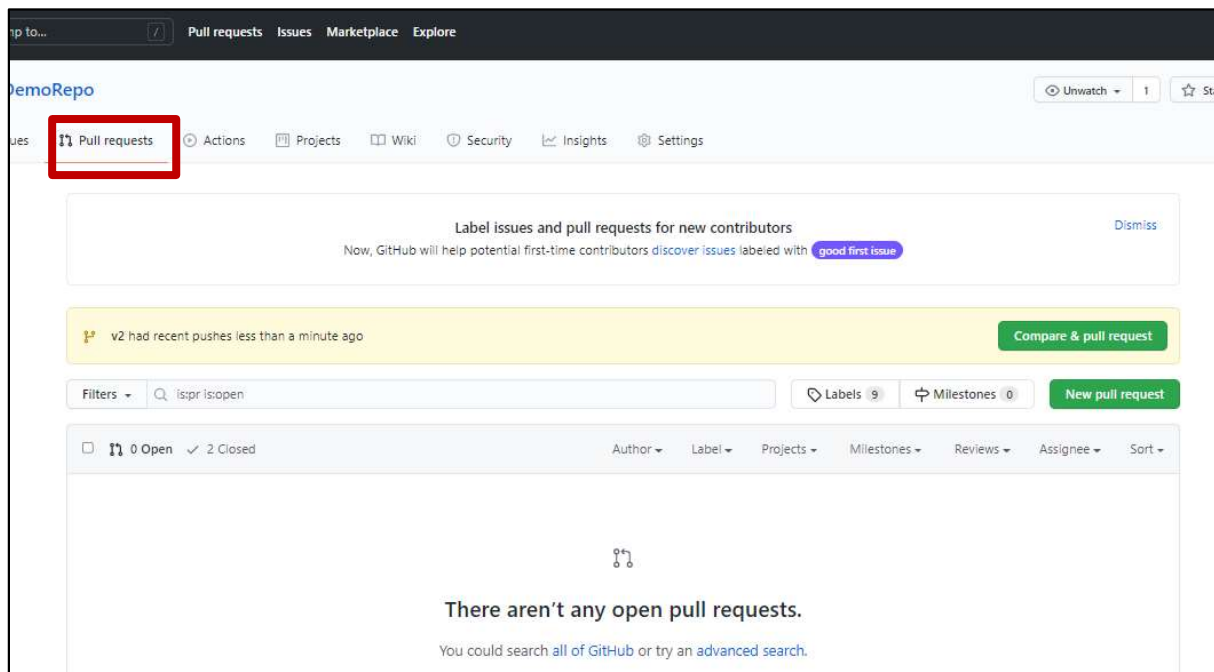 np to... / Pull requests Issues Marketplace Explore
DemoRepo Unwatch 1 Sta
ues Pull requests Actions Projects Wiki Security Insights Settings
Label issues and pull requests for new contributors Dismiss
Now, GitHub will help potential first-time contributors discover issues labeled with good first issue
v2 had recent pushes less than a minute ago Compare & pull request
Filters is:pr is:open Labels 9 Milestones 0 New pull request
0 Open 2 Closed Author Label Projects Milestones Reviews Assignee Sort
There aren't any open pull requests.
You could search all of GitHub or try an advanced search.